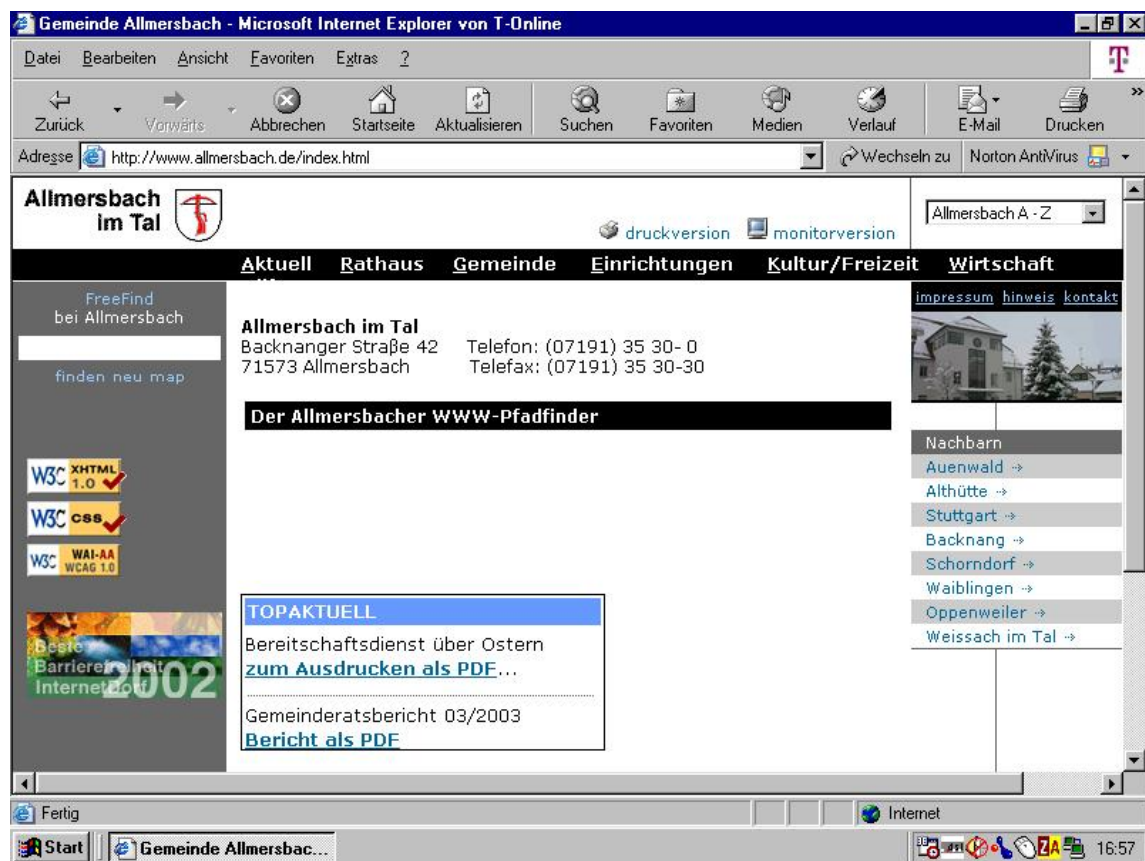 Gemeinde Allmersbach - Microsoft Internet Explorer von T-Online
Datei Bearbeiten Ansicht Favoriten Extras ?
T
Zurück Vorwärts Abbrechen Startseite Aktualisieren Suchen Favoriten Medien Verlauf E-Mail Drucken »
Adresse http://www.allmersbach.de/index.html Wechseln zu Norton AntiVirus
Allmersbach
im Tal
druckversion monitorversion
Allmersbach A - Z
Aktuell Rathaus Gemeinde Einrichtungen Kultur/Freizeit Wirtschaft
FreeFind
bei Allmersbach
finden neu map
W3C XHTML 1.0
W3C CSS
W3C WAI-AA WCAG 1.0
Beste
Barrierefreiheit
InternetDorf 2002
Allmersbach im Tal
Backnanger Straße 42 Telefon: (07191) 35 30- 0
71573 Allmersbach Telefax: (07191) 35 30-30
Der Allmersbacher WWW-Pfadfinder
TOPAKTUELL
Bereitschaftsdienst über Ostern
zum Ausdrucken als PDF...
Gemeinderatsbericht 03/2003
Bericht als PDF
impressum hinweis kontakt
Nachbarn
Auenwald
Althütte
Stuttgart
Backnang
Schorndorf
Waiblingen
Oppenweiler
Weissach im Tal
Fertig Internet
Start Gemeinde Allmersbac... 16:57